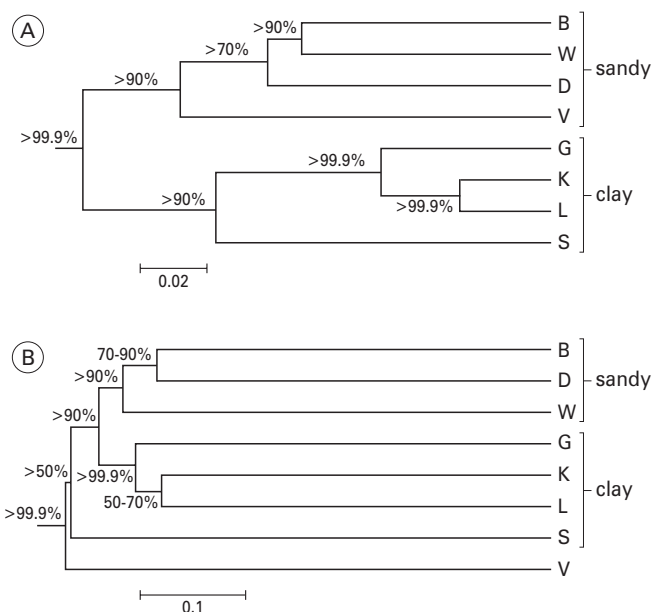 A
B
>90%
W
>70%
sandy
D
>90%
V
>99.9%
G
>99.9%
K
clay
>90%
>99.9%
L
S
0.02
B
B
70-90%
>90%
D
sandy
W
>90%
G
>99.9%
K
>50%
clay
50-70%
L
>99.9%
S
V
0.1